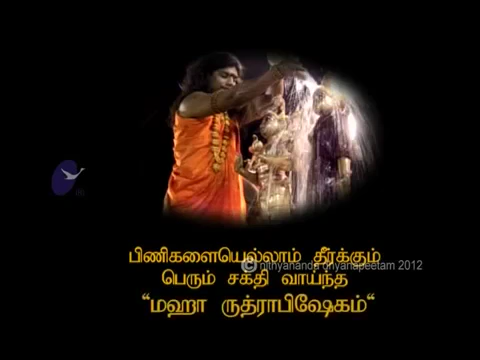 பிணிகளையெல்லாம் தீர்க்கும்
© nithyananda dhyanapeetam 2012
பெரும் சக்தி வாய்ந்த
“மஹா ருத்ராபிஷேகம்“